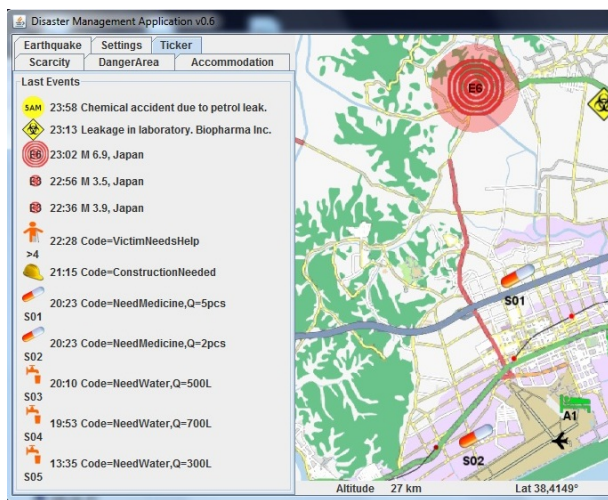 Disaster Management Application v0.6
Earthquake Settings Ticker
Scarcity DangerArea Accommodation
Last Events
SAM 23:58 Chemical accident due to petrol leak.
23:13 Leakage in laboratory. Biopharma Inc.
E6 23:02 M 6.9, Japan
E3 22:56 M 3.5, Japan
E3 22:36 M 3.9, Japan
22:28 Code=VictimNeedsHelp
>4
21:15 Code=ConstructionNeeded
20:23 Code=NeedMedicine,Q=5pcs
S01
20:23 Code=NeedMedicine,Q=2pcs
S02
20:10 Code=NeedWater,Q=500L
S03
19:53 Code=NeedWater,Q=700L
S04
13:35 Code=NeedWater,Q=300L
S05
E6
S01
A1
S02
Altitude 27 km Lat 38,4149°